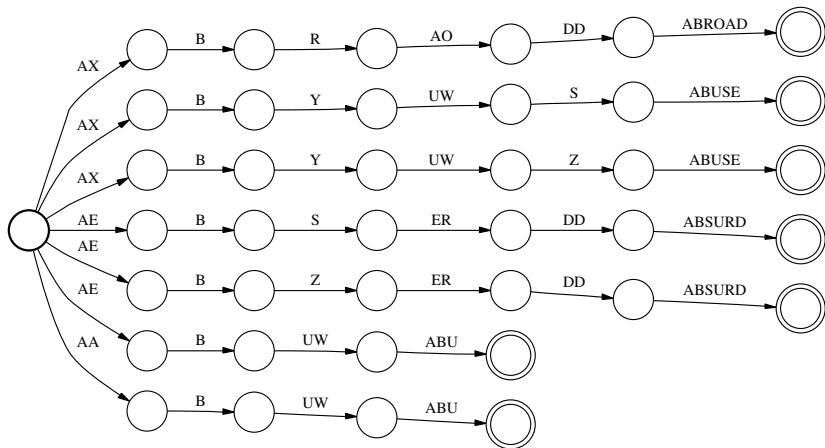 AX B R AO DD ABROAD
AX B Y UW S ABUSE
AX B Y UW Z ABUSE
AE B S ER DD ABSURD
AE B Z ER DD ABSURD
AE B UW ABU
AA B UW ABU